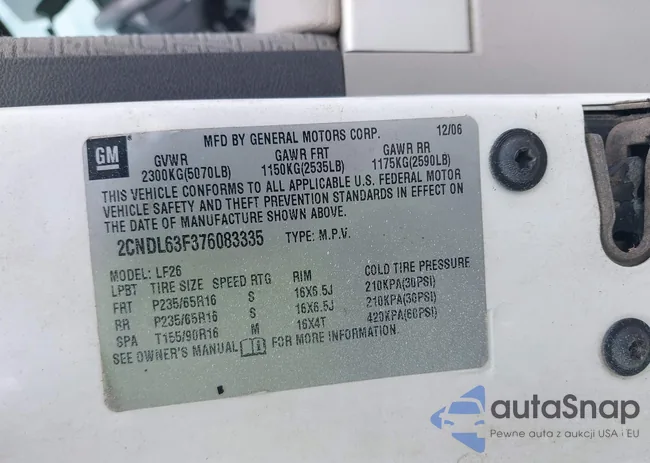 MFD BY GENERAL MOTORS CORP. 12/06
GM
GVWR GAWR FRT GAWR RR
2300KG(5070LB) 1150KG(2535LB) 1175KG(2590LB)
THIS VEHICLE CONFORMS TO ALL APPLICABLE U.S. FEDERAL MOTOR
VEHICLE SAFETY AND THEFT PREVENTION STANDARDS IN EFFECT ON
THE DATE OF MANUFACTURE SHOWN ABOVE.
2CNDL63F376083335 TYPE: M.P.V.
MODEL: LF26
LPBT TIRE SIZE SPEED RTG RIM COLD TIRE PRESSURE
FRT P235/65R16 S 16X6.5J 210KPA(30PSI)
RR P235/65R16 S 16X6.5J 210KPA(30PSI)
SPA T155/90R16 M 16X4T 420KPA(60PSI)
SEE OWNER'S MANUAL FOR MORE INFORMATION.
autaSnap
Pewne auta z aukcji USA i EU